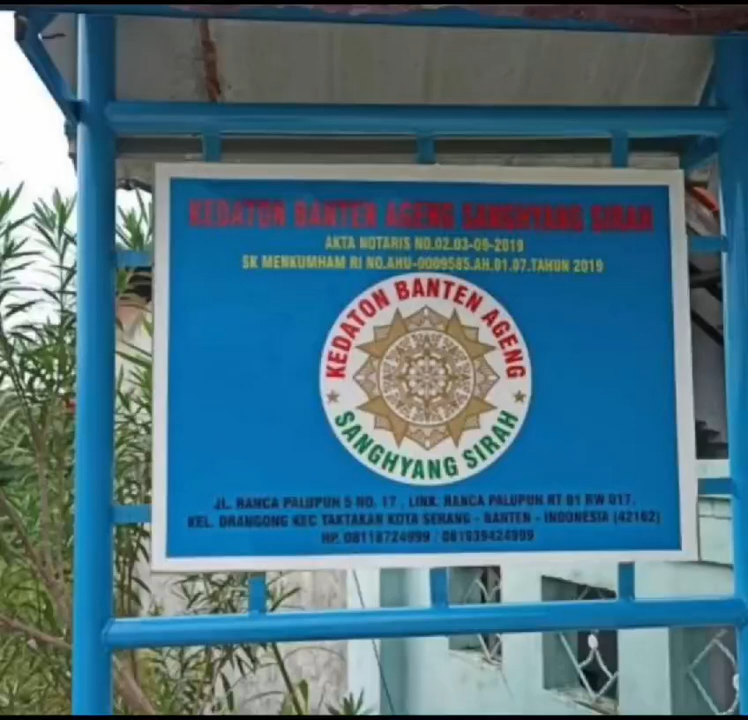 KEDATON BANTEN AGENG SANGHYANG SIRAH
AKTA NOTARIS NO.02.03-09-2019
SK MENKUMHAM RI NO.AHU-0009585.AH.01.07.TAHUN 2019
KEDATON BANTEN AGENG
SANGHYANG SIRAH
JL. RANCA PALUPUH 5 NO. 17 , LINK. RANCA PALUPUH RT 01 RW 017.
KEL. DRANGONG KEC TAKTAKAN KOTA SERANG - BANTEN - INDONESIA (42162)
HP. 08118724999 / 081939424999